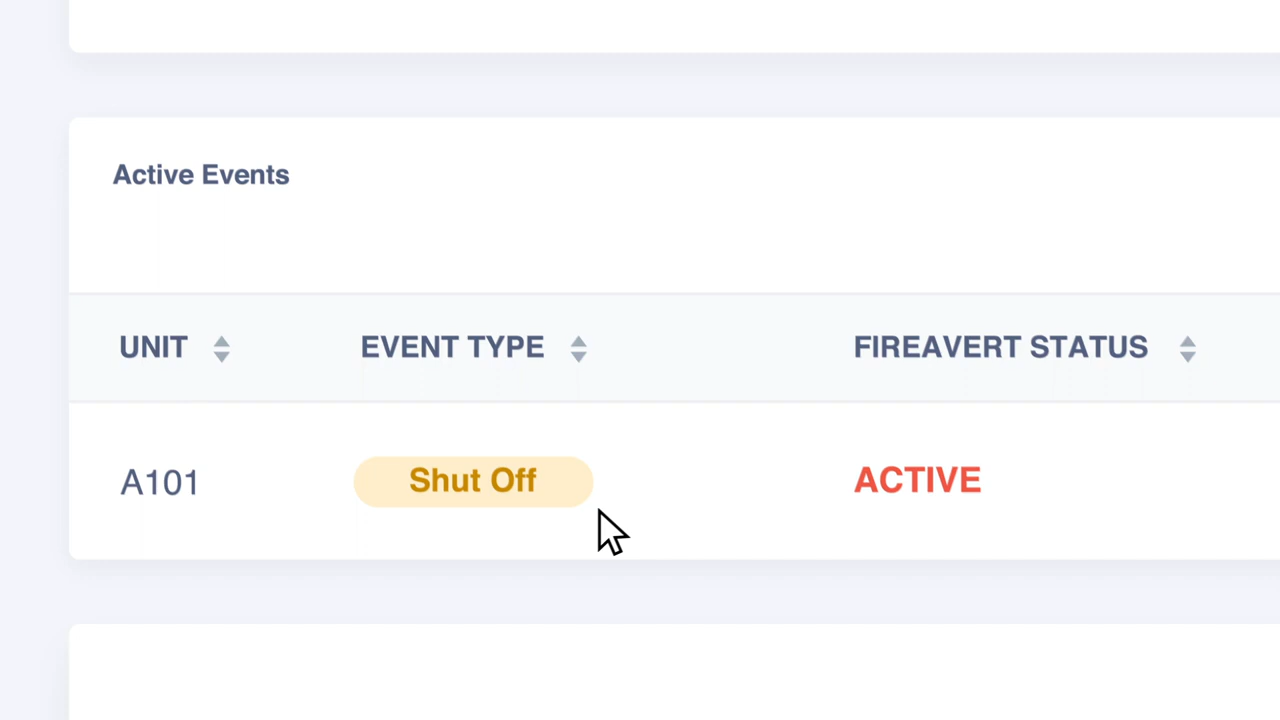 Active Events
UNIT EVENT TYPE FIREAVERT STATUS
A101 Shut Off ACTIVE